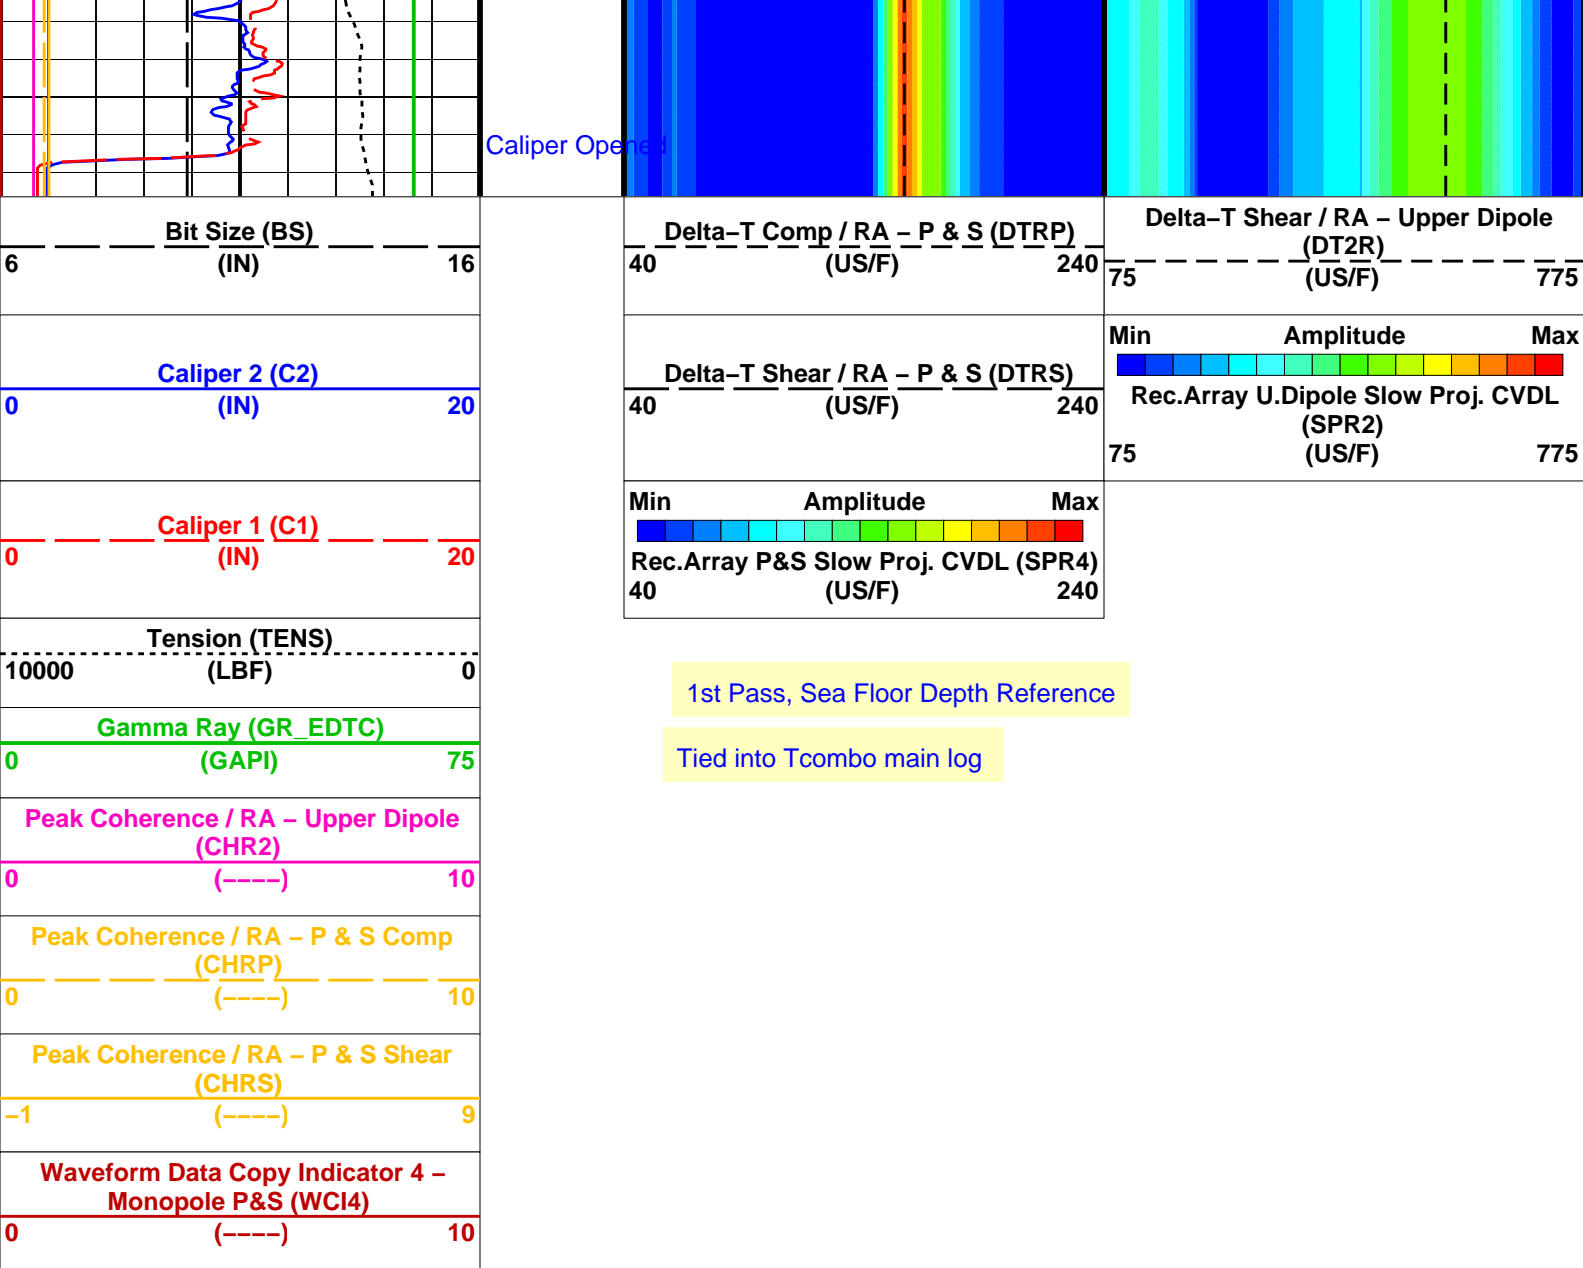 Caliper Opened
Bit Size (BS)
6 (IN) 16
Caliper 2 (C2)
0 (IN) 20
Caliper 1 (C1)
0 (IN) 20
Tension (TENS)
10000 (LBF) 0
Gamma Ray (GR_EDTC)
0 (GAPI) 75
Peak Coherence / RA – Upper Dipole
(CHR2)
0 (––––) 10
Peak Coherence / RA – P & S Comp
(CHRP)
0 (––––) 10
Peak Coherence / RA – P & S Shear
(CHRS)
–1 (––––) 9
Waveform Data Copy Indicator 4 –
Monopole P&S (WCI4)
0 (––––) 10
Delta–T Comp / RA – P & S (DTRP)
40 (US/F) 240
Delta–T Shear / RA – P & S (DTRS)
40 (US/F) 240
Min Amplitude Max
Rec.Array P&S Slow Proj. CVDL (SPR4)
40 (US/F) 240
Delta–T Shear / RA – Upper Dipole
(DT2R)
75 (US/F) 775
Min Amplitude Max
Rec.Array U.Dipole Slow Proj. CVDL
(SPR2)
75 (US/F) 775
1st Pass, Sea Floor Depth Reference
Tied into Tcombo main log